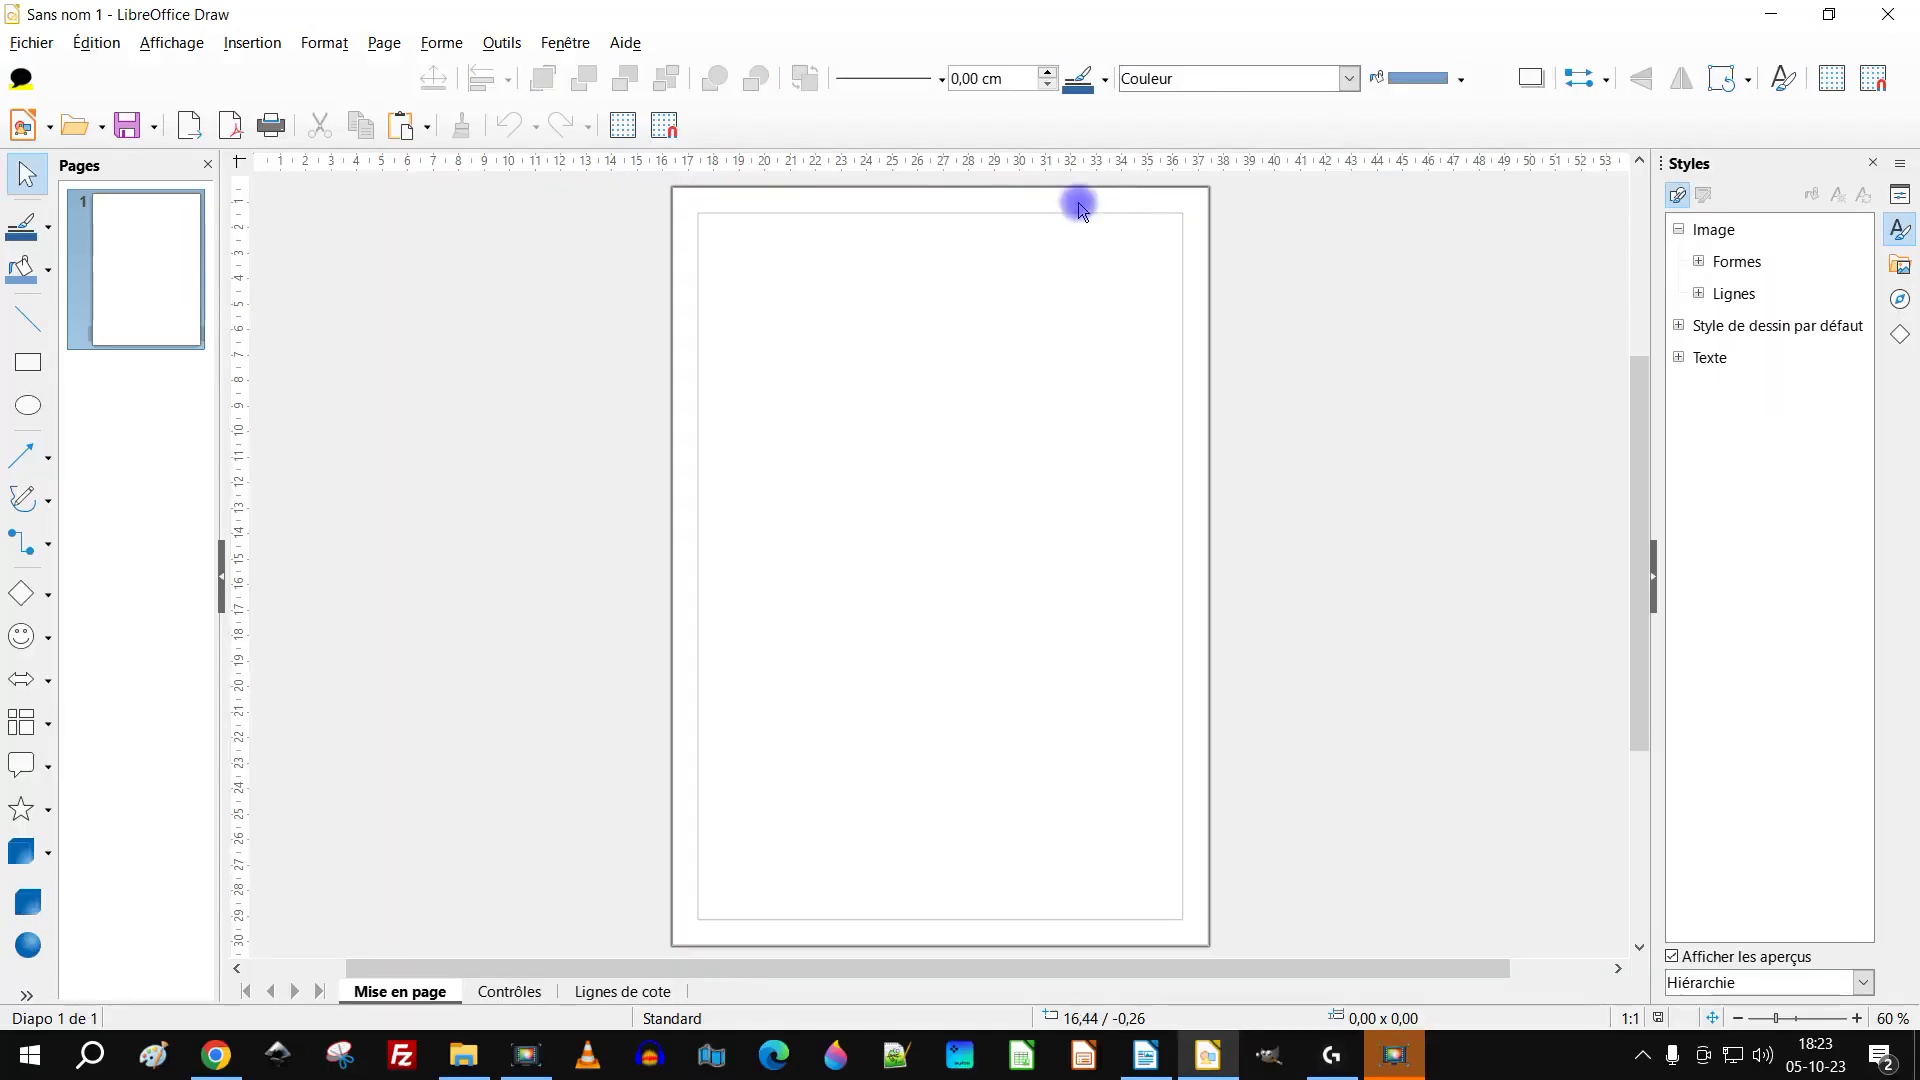 Sans nom 1 - LibreOffice Draw
Fichier Édition Affichage Insertion Format Page Forme Outils Fenêtre Aide
0,00 cm Couleur
Pages
1 2 3 4 5 6 7 8 9 10 11 12 13 14 15 16 17 18 19 20 21 22 23 24 25 26 27 28 29 30 31 32 33 34 35 36 37 38 39 40 41 42 43 44 45 46 47 48 49 50 51 52 53
Styles
1
1 2 3 4 5 6 7 8 9 10 11 12 13 14 15 16 17 18 19 20 21 22 23 24 25 26 27 28 29 30
Image
Formes
Lignes
Style de dessin par défaut
Texte
Afficher les aperçus
Hiérarchie
Mise en page Contrôles Lignes de cote
Diapo 1 de 1 Standard 16,44 / -0,26 0,00 x 0,00 1:1 60 %
Fz
G
18:23
05-10-23
2